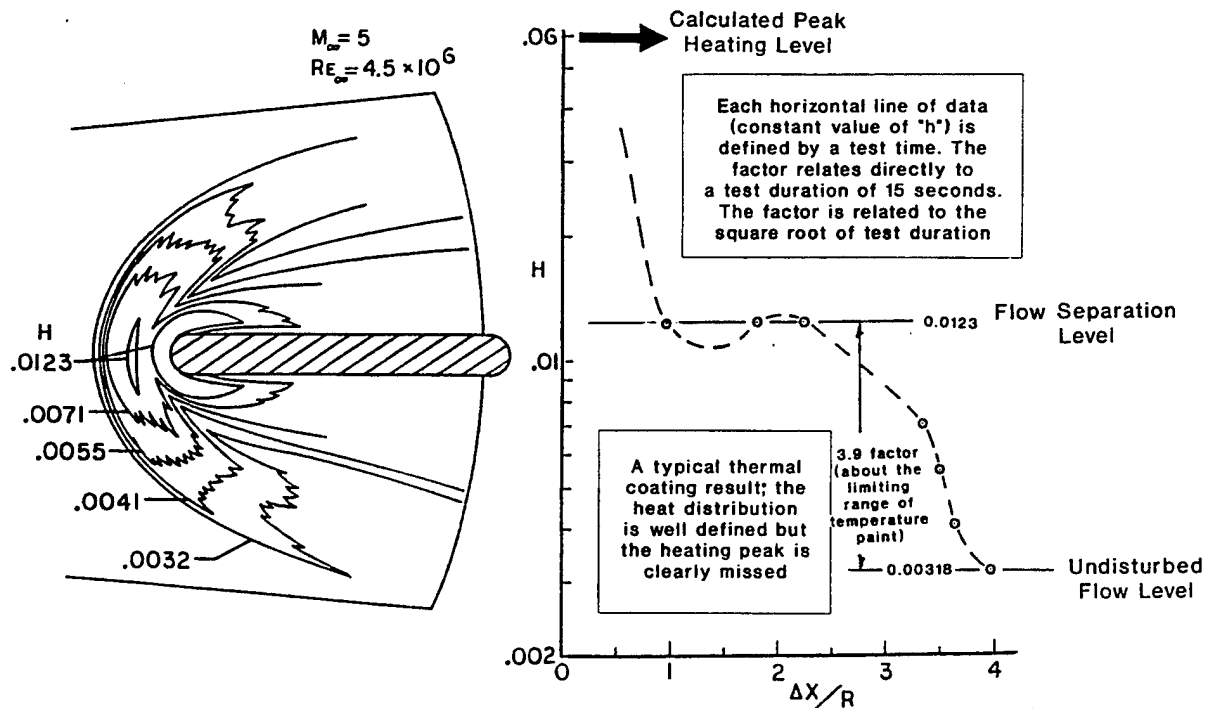 M∞= 5
RE∞= 4.5 × 10⁶
H
.0123
.0071
.0055
.0041
.0032
Calculated Peak
Heating Level
.06
Each horizontal line of data
(constant value of "h") is
defined by a test time. The
factor relates directly to
a test duration of 15 seconds.
The factor is related to the
square root of test duration
H
0.0123
Flow Separation
Level
.01
A typical thermal
coating result; the
heat distribution
is well defined but
the heating peak is
clearly missed
3.9 factor
(about the
limiting
range of
temperature
paint)
0.00318
Undisturbed
Flow Level
.002
0
1
2
3
4
ΔX/R